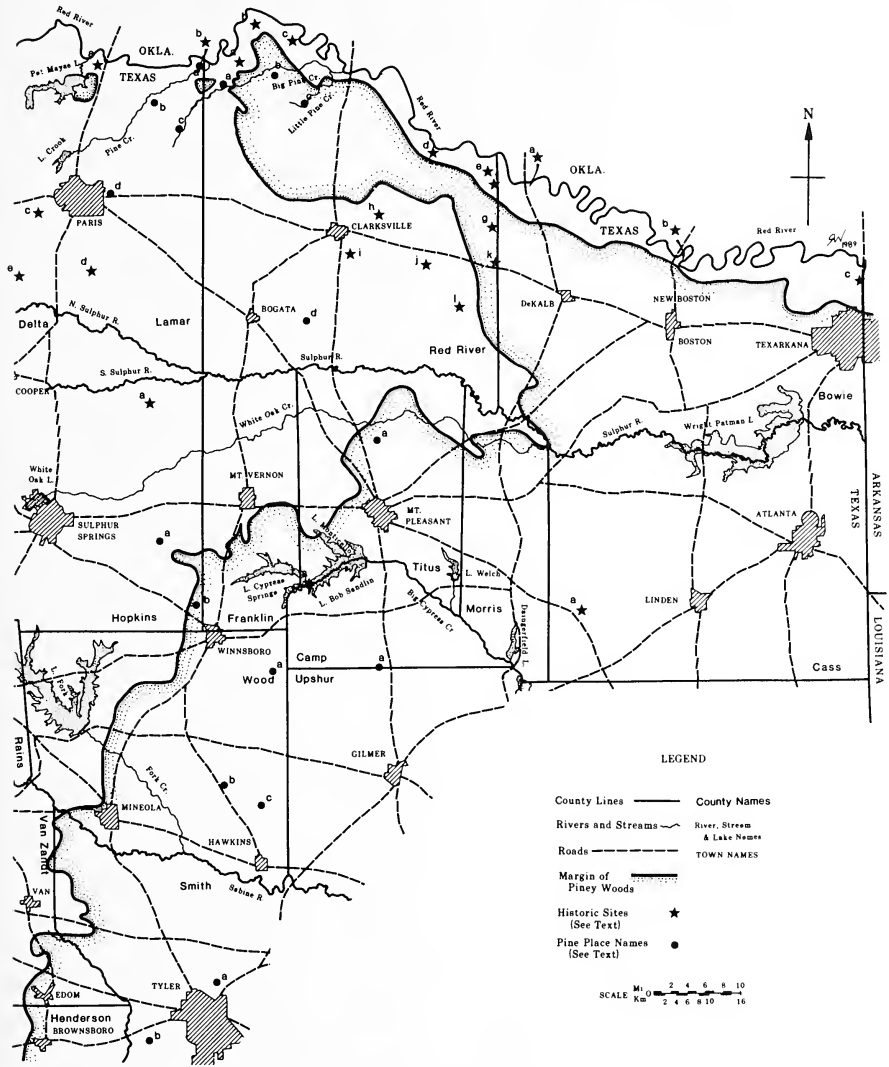 Red River
OKLA.
TEXAS
Pat Mayse L.
a
b
b
c
a
a
b
Big Pine Cr.
c
Little Pine Cr.
b
c
Pine Cr.
L. Crook
Red River
N
d
e
a
OKLA.
TEXAS
b
Red River
1989
c
d
PARIS
c
h
CLARKSVILLE
g
i
j
k
e
d
l
DeKALB
NEW BOSTON
BOSTON
TEXARKANA
N. Sulphur R.
Delta
Lamar
BOGATA
d
Red River
Sulphur R.
S. Sulphur R.
COOPER
a
White Oak Cr.
a
Sulphur R.
Wright Patman L.
Bowie
White
Oak L.
MT VERNON
SULPHUR
SPRINGS
MT.
PLEASANT
ATLANTA
ARKANSAS
TEXAS
a
L. Cypress
Springs
L. Bob Sandlin
Titus
L. Welch
b
Hopkins
Franklin
Big Cypress Cr.
Morris
Daingerfield L.
a
LINDEN
LOUISIANA
WINNSBORO
L. Fork
a
Wood
Camp
Upshur
a
Cass
Rains
Fork Cr.
GILMER
b
c
MINEOLA
HAWKINS
Van Zandt
VAN
Smith
Sabine R.
EDOM
TYLER
a
Henderson
BROWNSBORO
b
LEGEND
County Lines County Names
Rivers and Streams River, Stream
& Lake Names
Roads TOWN NAMES
Margin of
Piney Woods
Historic Sites
(See Text)
Pine Place Names
(See Text)
SCALE Mi 0 2 4 6 8 10
Km 2 4 6 8 10 16